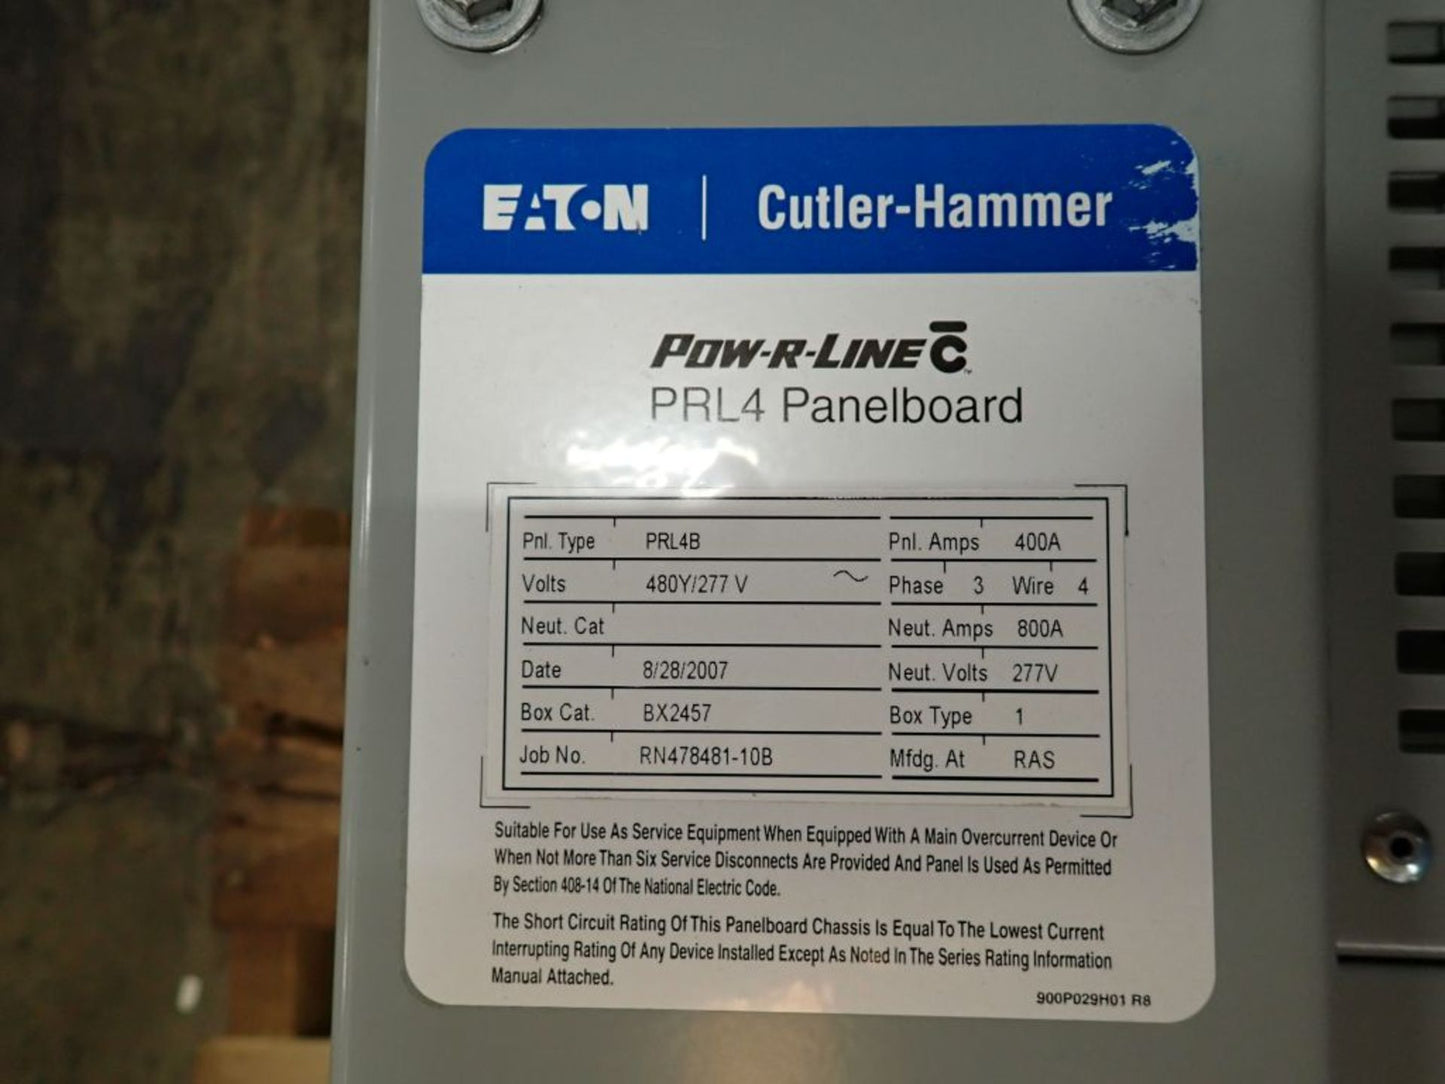 EATON | Cutler-Hammer
POW-R-LINE C
PRL4 Panelboard
Pnl. Type PRL4B Pnl. Amps 400A
Volts 480Y/277 V ~ Phase 3 Wire 4
Neut. Cat Neut. Amps 800A
Date 8/28/2007 Neut. Volts 277V
Box Cat. BX2457 Box Type 1
Job No. RN478481-10B Mfdg. At RAS
Suitable For Use As Service Equipment When Equipped With A Main Overcurrent Device Or
When Not More Than Six Service Disconnects Are Provided And Panel Is Used As Permitted
By Section 408-14 Of The National Electric Code.
The Short Circuit Rating Of This Panelboard Chassis Is Equal To The Lowest Current
Interrupting Rating Of Any Device Installed Except As Noted In The Series Rating Information
Manual Attached.
900P029H01 R8